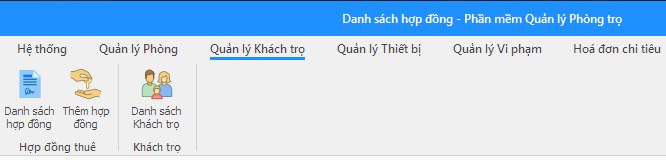 Danh sách hợp đồng - Phần mềm Quản lý Phòng trọ
Hệ thống Quản lý Phòng Quản lý Khách trọ Quản lý Thiết bị Quản lý Vi phạm Hoá đơn chi tiêu
Danh sách hợp đồng
Thêm hợp đồng
Danh sách Khách trọ
Hợp đồng thuê Khách trọ